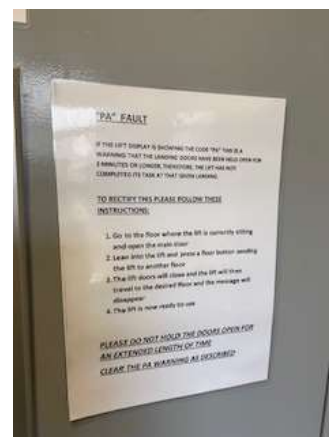 "PA" FAULT
IF THE LIFT DISPLAY IS SHOWING THE CODE "PA" THIS IS A
WARNING THAT THE LANDING DOORS HAVE BEEN HELD OPEN FOR
2 MINUTES OR LONGER, THEREFORE, THE LIFT HAS NOT
COMPLETED ITS TASK AT THAT GIVEN LANDING.
TO RECTIFY THIS PLEASE FOLLOW THESE
INSTRUCTIONS:
1. Go to the floor where the lift is currently sitting
and open the main door
2. Lean into the lift and press a floor button sending
the lift to another floor
3. The lift doors will close and the lift will then
travel to the desired floor and the message will
disappear
4. The lift is now ready to use
PLEASE DO NOT HOLD THE DOORS OPEN FOR
AN EXTENDED LENGTH OF TIME
CLEAR THE PA WARNING AS DESCRIBED